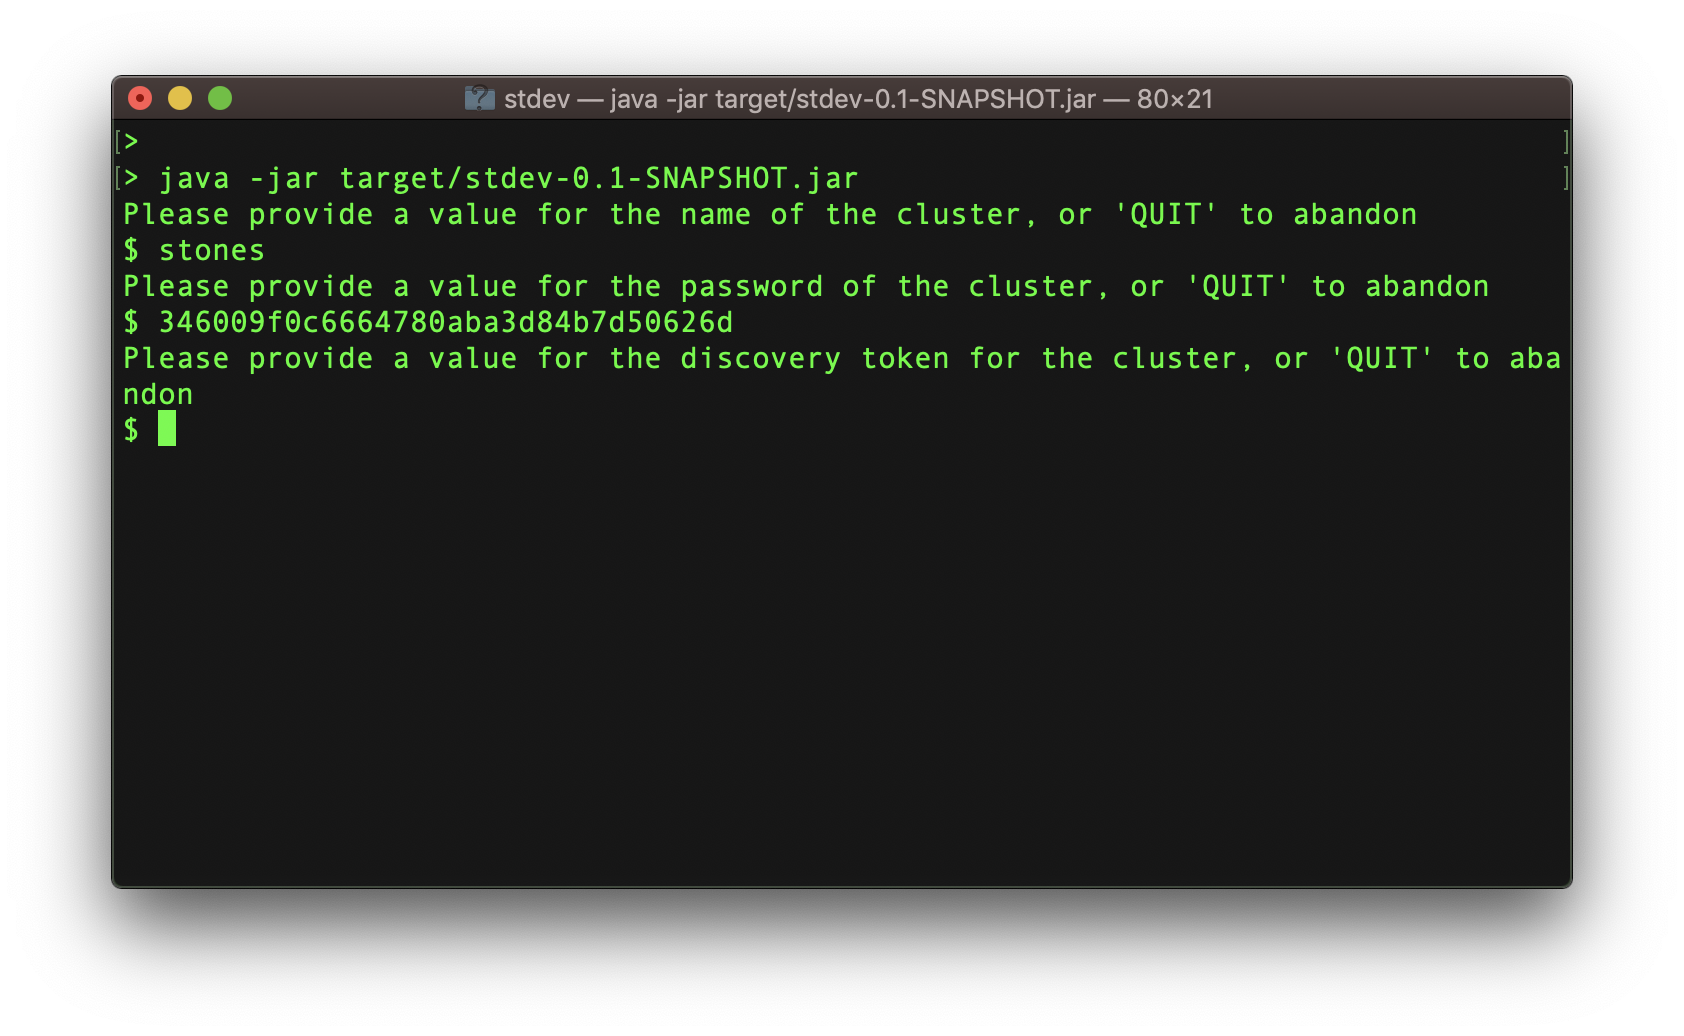 stdev — java -jar target/stdev-0.1-SNAPSHOT.jar — 80×21
[> ]
[> java -jar target/stdev-0.1-SNAPSHOT.jar ]
Please provide a value for the name of the cluster, or 'QUIT' to abandon
$ stones
Please provide a value for the password of the cluster, or 'QUIT' to abandon
$ 346009f0c6664780aba3d84b7d50626d
Please provide a value for the discovery token for the cluster, or 'QUIT' to aba
ndon
$